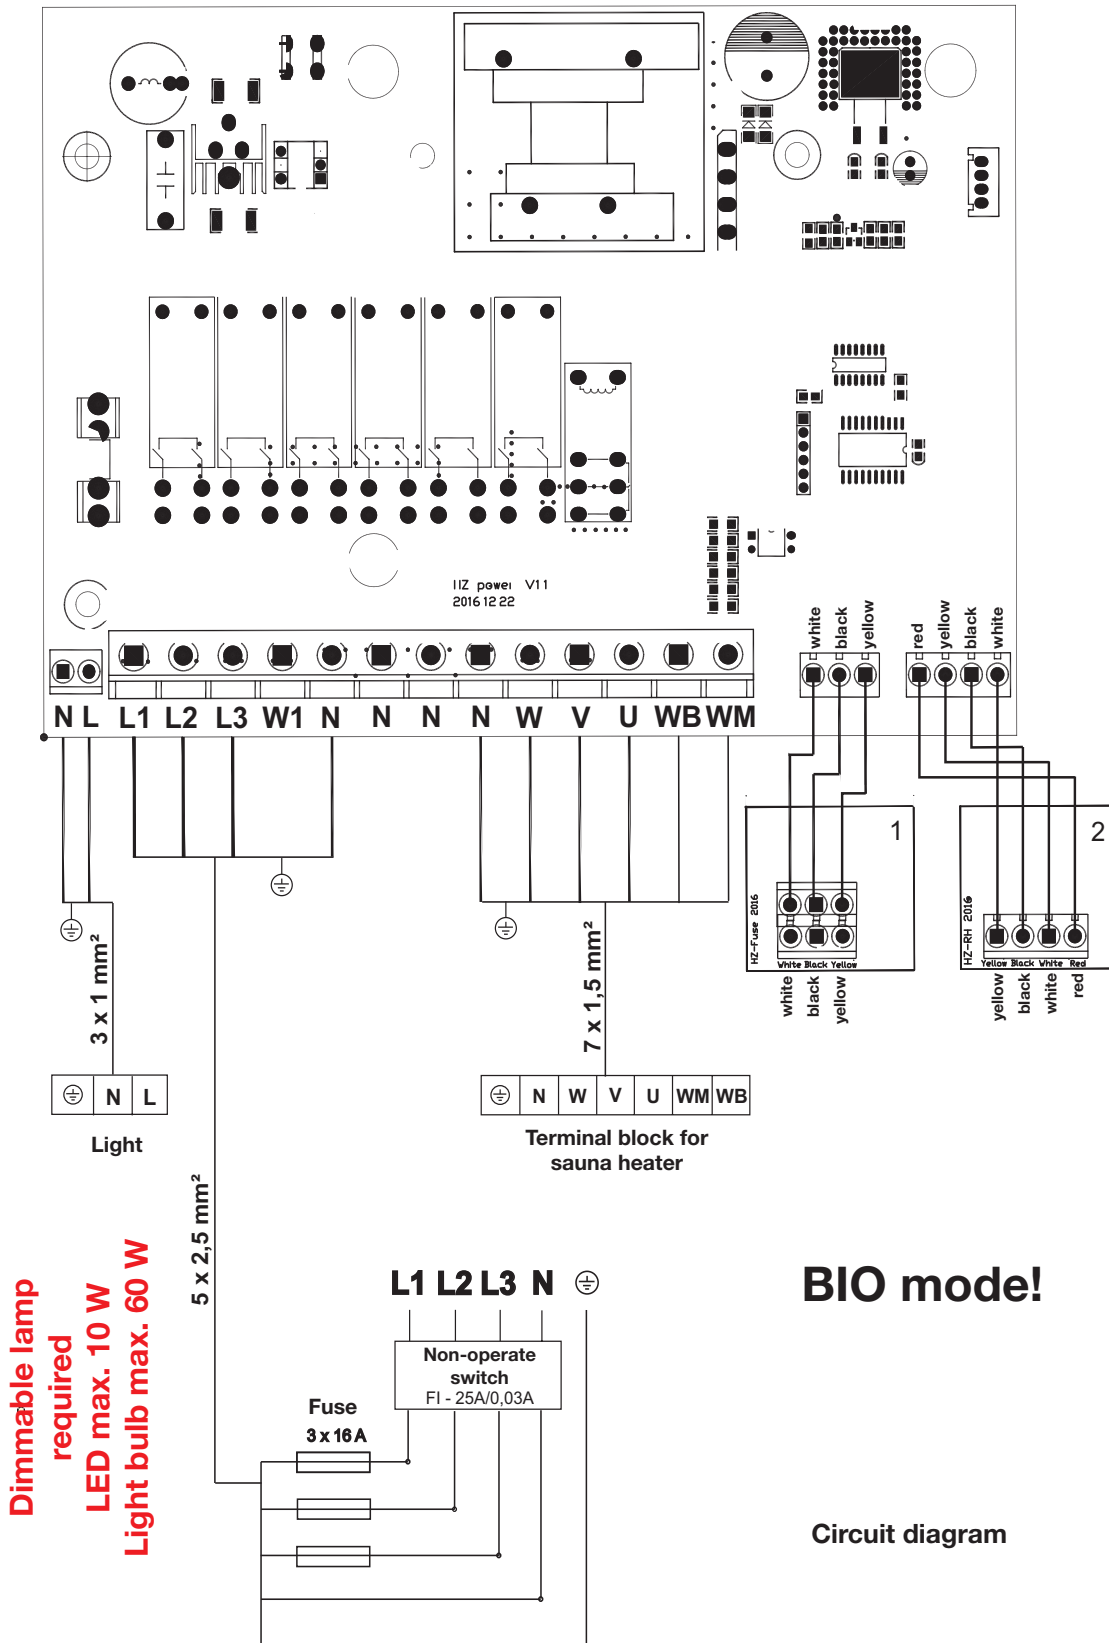 IIZ power V11
2016 12 22
white
black
yellow
red
yellow
black
white
N L L1 L2 L3 W1 N N N N W V U WB WM
1
2
HZ-Fuse 2016
White Black Yellow
white
black
yellow
HZ-RH 2016
Yellow Black White Red
yellow
black
white
red
3 x 1 mm²
7 x 1,5 mm²
N L
Light
N W V U WM WB
Terminal block for
sauna heater
5 x 2,5 mm²
L1 L2 L3 N
BIO mode!
Non-operate
switch
FI - 25A/0,03A
Fuse
3 x 16 A
Dimmable lamp
required
LED max. 10 W
Light bulb max. 60 W
Circuit diagram